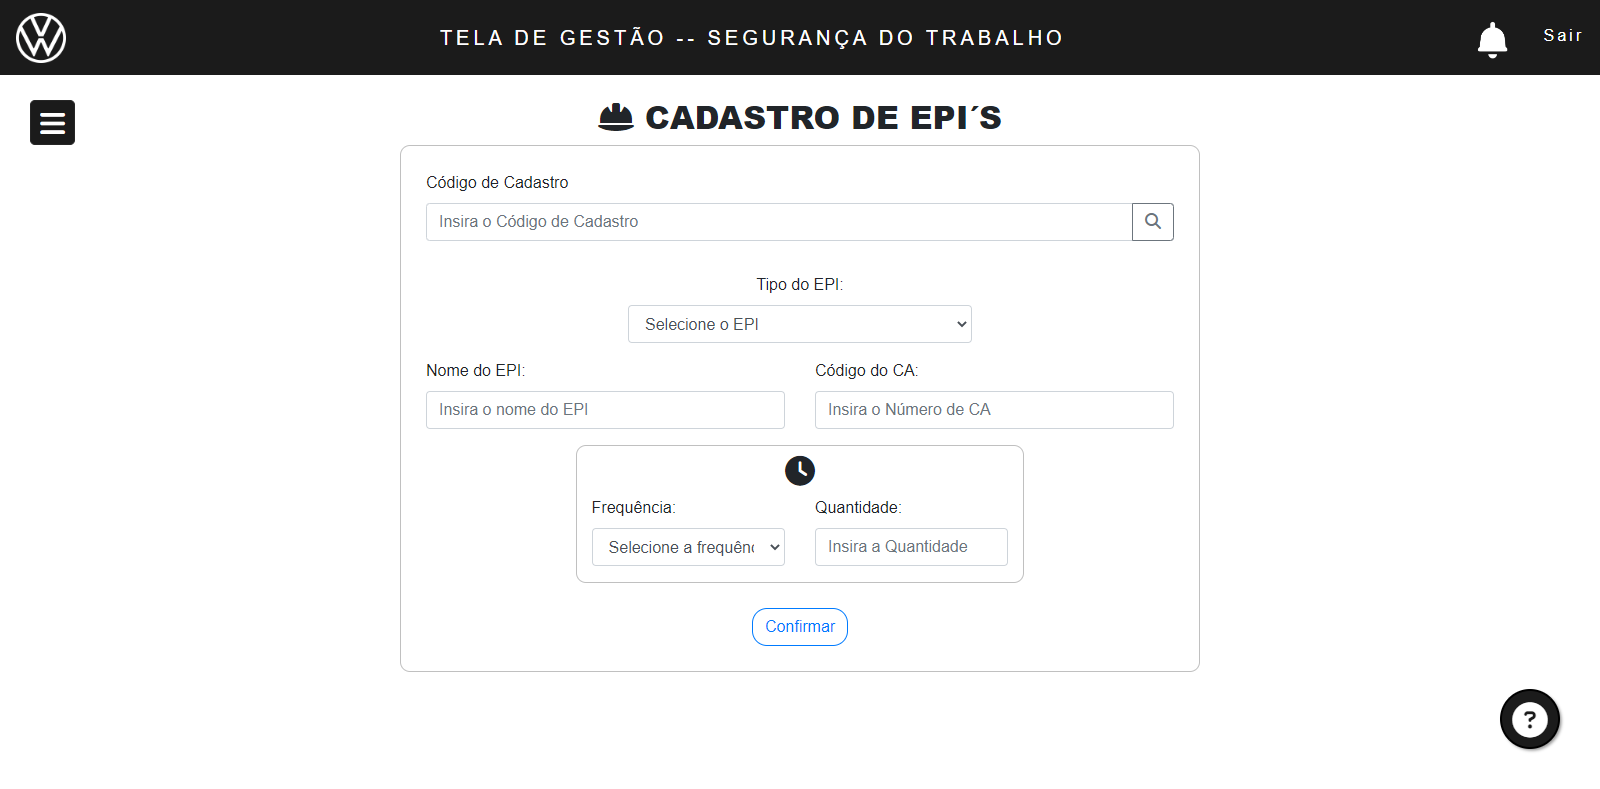 TELA DE GESTÃO -- SEGURANÇA DO TRABALHO
Sair
CADASTRO DE EPI´S
Código de Cadastro
Insira o Código de Cadastro
Tipo do EPI:
Selecione o EPI
Nome do EPI:
Código do CA:
Insira o nome do EPI
Insira o Número de CA
Frequência:
Quantidade:
Selecione a frequênc
Insira a Quantidade
Confirmar
?